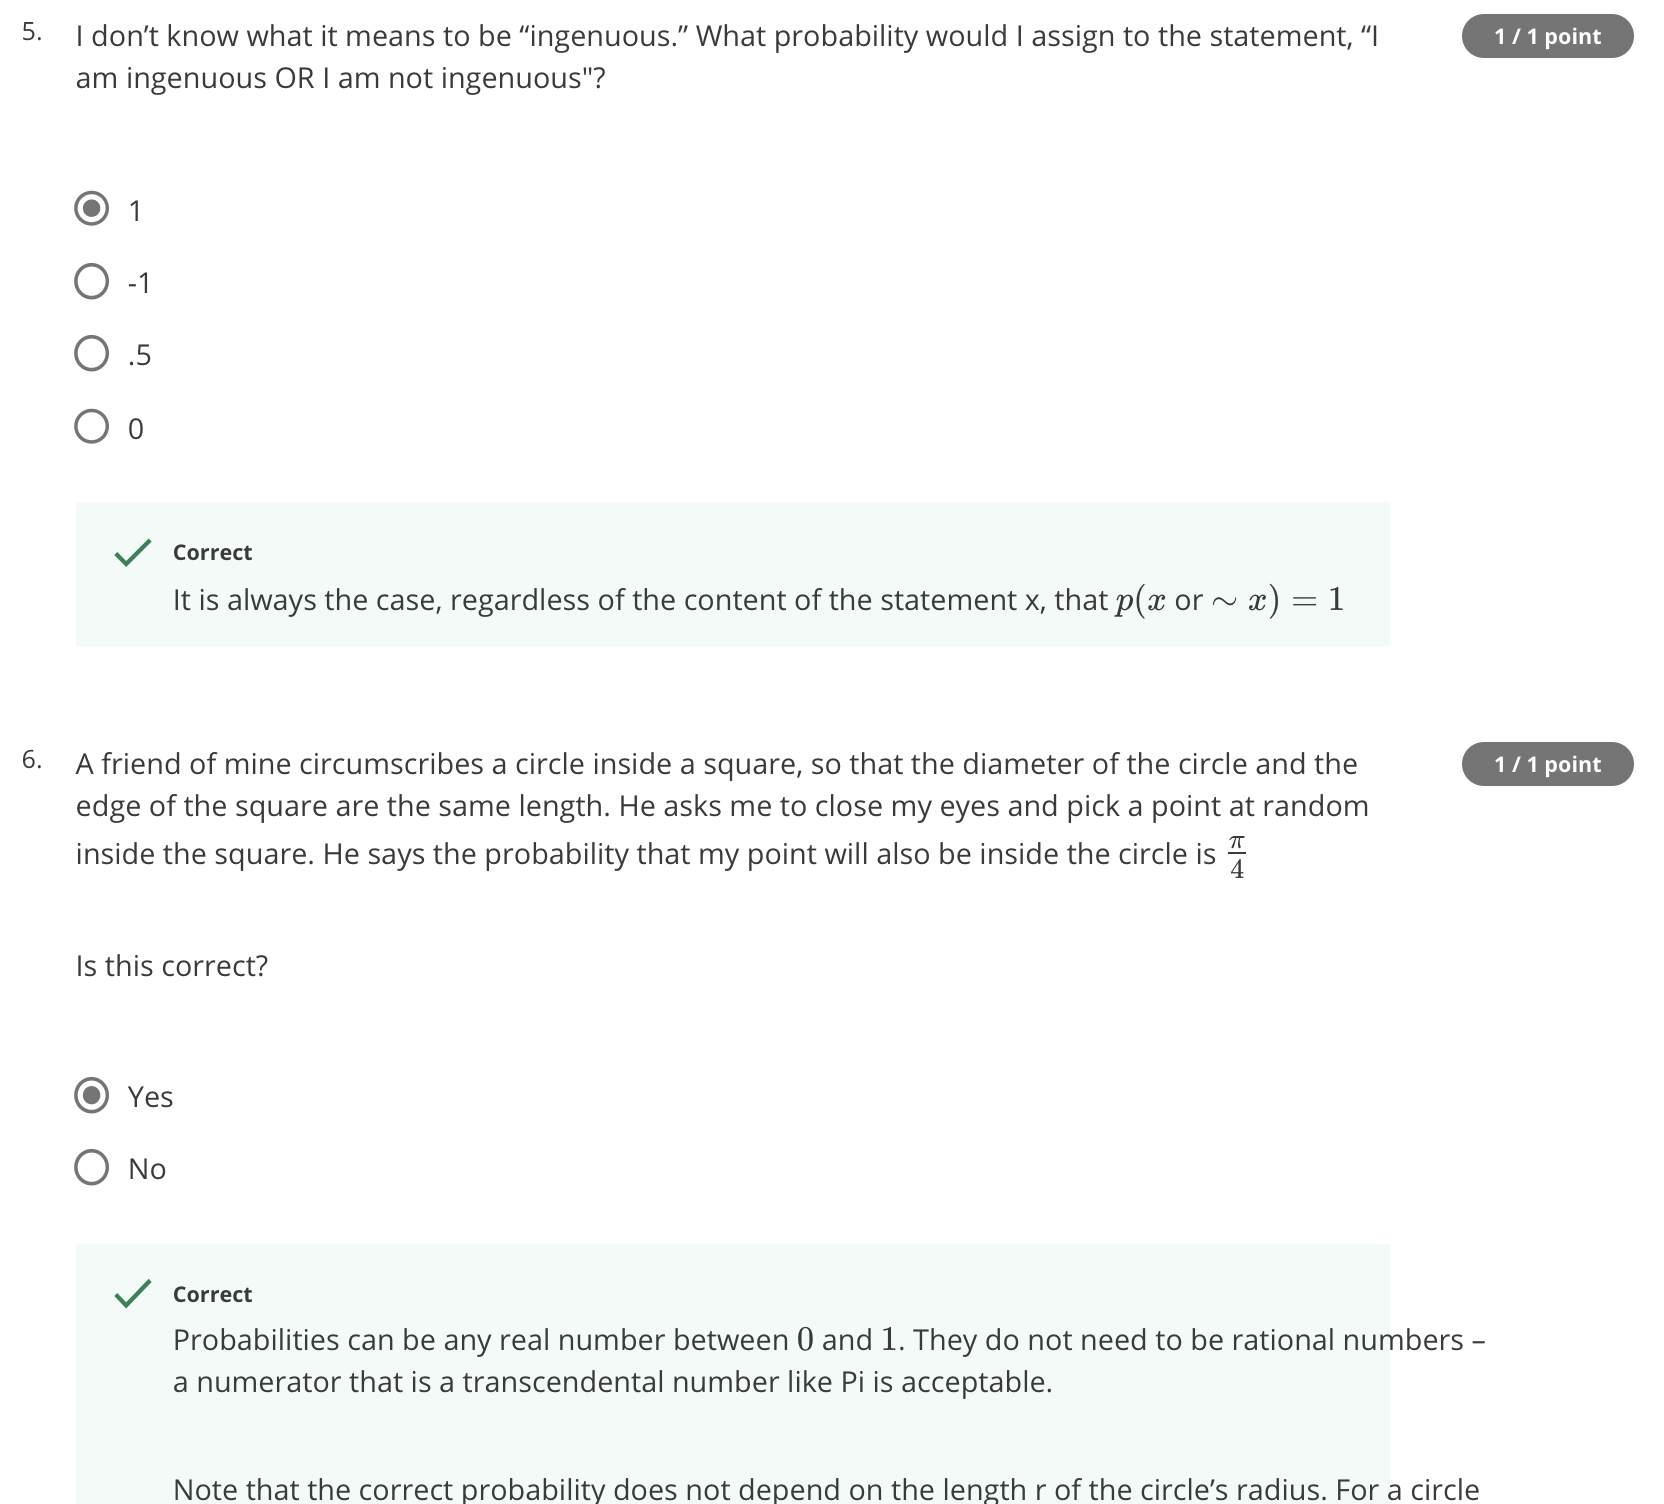 5.
I don’t know what it means to be “ingenuous.” What probability would I assign to the statement, “I
am ingenuous OR I am not ingenuous"?
1 / 1 point
1
-1
.5
0
Correct
It is always the case, regardless of the content of the statement x, that p(x or ∼ x) = 1
6.
A friend of mine circumscribes a circle inside a square, so that the diameter of the circle and the
edge of the square are the same length. He asks me to close my eyes and pick a point at random
inside the square. He says the probability that my point will also be inside the circle is π/4
1 / 1 point
Is this correct?
Yes
No
Correct
Probabilities can be any real number between 0 and 1. They do not need to be rational numbers –
a numerator that is a transcendental number like Pi is acceptable.
Note that the correct probability does not depend on the length r of the circle’s radius. For a circle